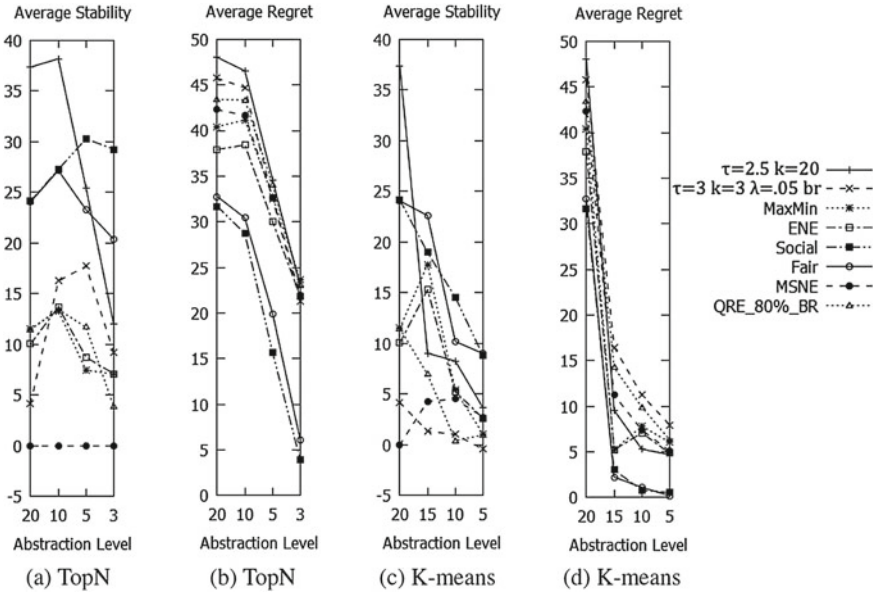 Average Stability
40
35
30
25
20
15
10
5
0
-5
20 10 5 3
Abstraction Level
(a) TopN
Average Regret
50
45
40
35
30
25
20
15
10
5
0
20 10 5 3
Abstraction Level
(b) TopN
Average Stability
40
35
30
25
20
15
10
5
0
-5
20 15 10 5
Abstraction Level
(c) K-means
Average Regret
50
45
40
35
30
25
20
15
10
5
0
20 15 10 5
Abstraction Level
(d) K-means
τ=2.5 k=20
τ=3 k=3 λ=.05 br
MaxMin
ENE
Social
Fair
MSNE
QRE_80%_BR